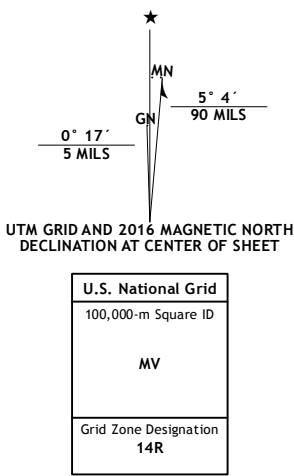 ★
MN
GN
5° 4´
90 MILS
0° 17´
5 MILS
UTM GRID AND 2016 MAGNETIC NORTH
DECLINATION AT CENTER OF SHEET
U.S. National Grid
100,000-m Square ID
MV
Grid Zone Designation
14R